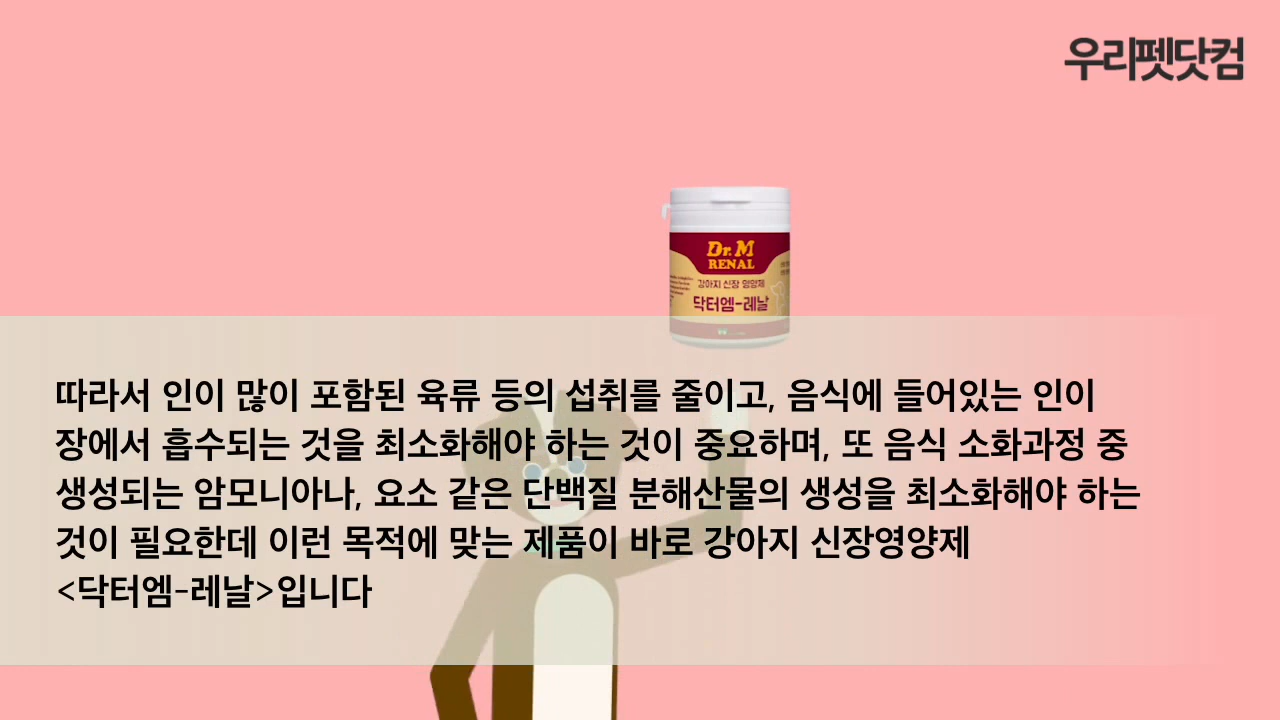 우리펫닷컴
Dr. M
RENAL
강아지 신장 영양제
닥터엠-레날
따라서 인이 많이 포함된 육류 등의 섭취를 줄이고, 음식에 들어있는 인이
장에서 흡수되는 것을 최소화해야 하는 것이 중요하며, 또 음식 소화과정 중
생성되는 암모니아나, 요소 같은 단백질 분해산물의 생성을 최소화해야 하는
것이 필요한데 이런 목적에 맞는 제품이 바로 강아지 신장영양제
<닥터엠-레날>입니다